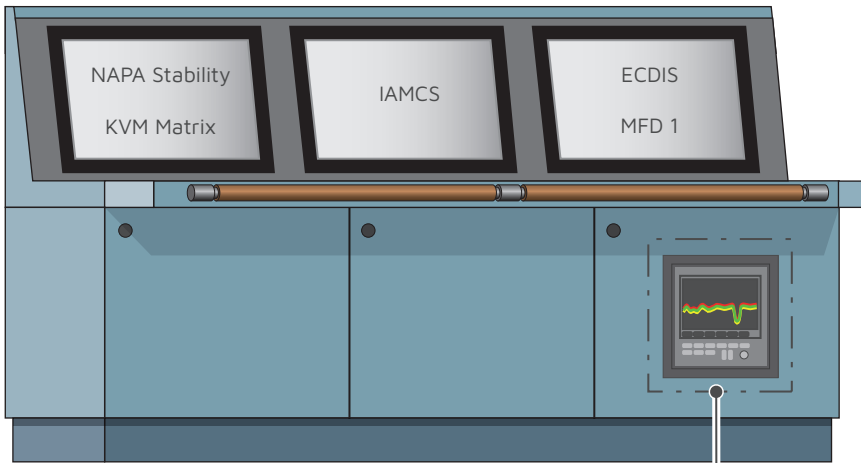 NAPA Stability
KVM Matrix
IAMCS
ECDIS
MFD 1